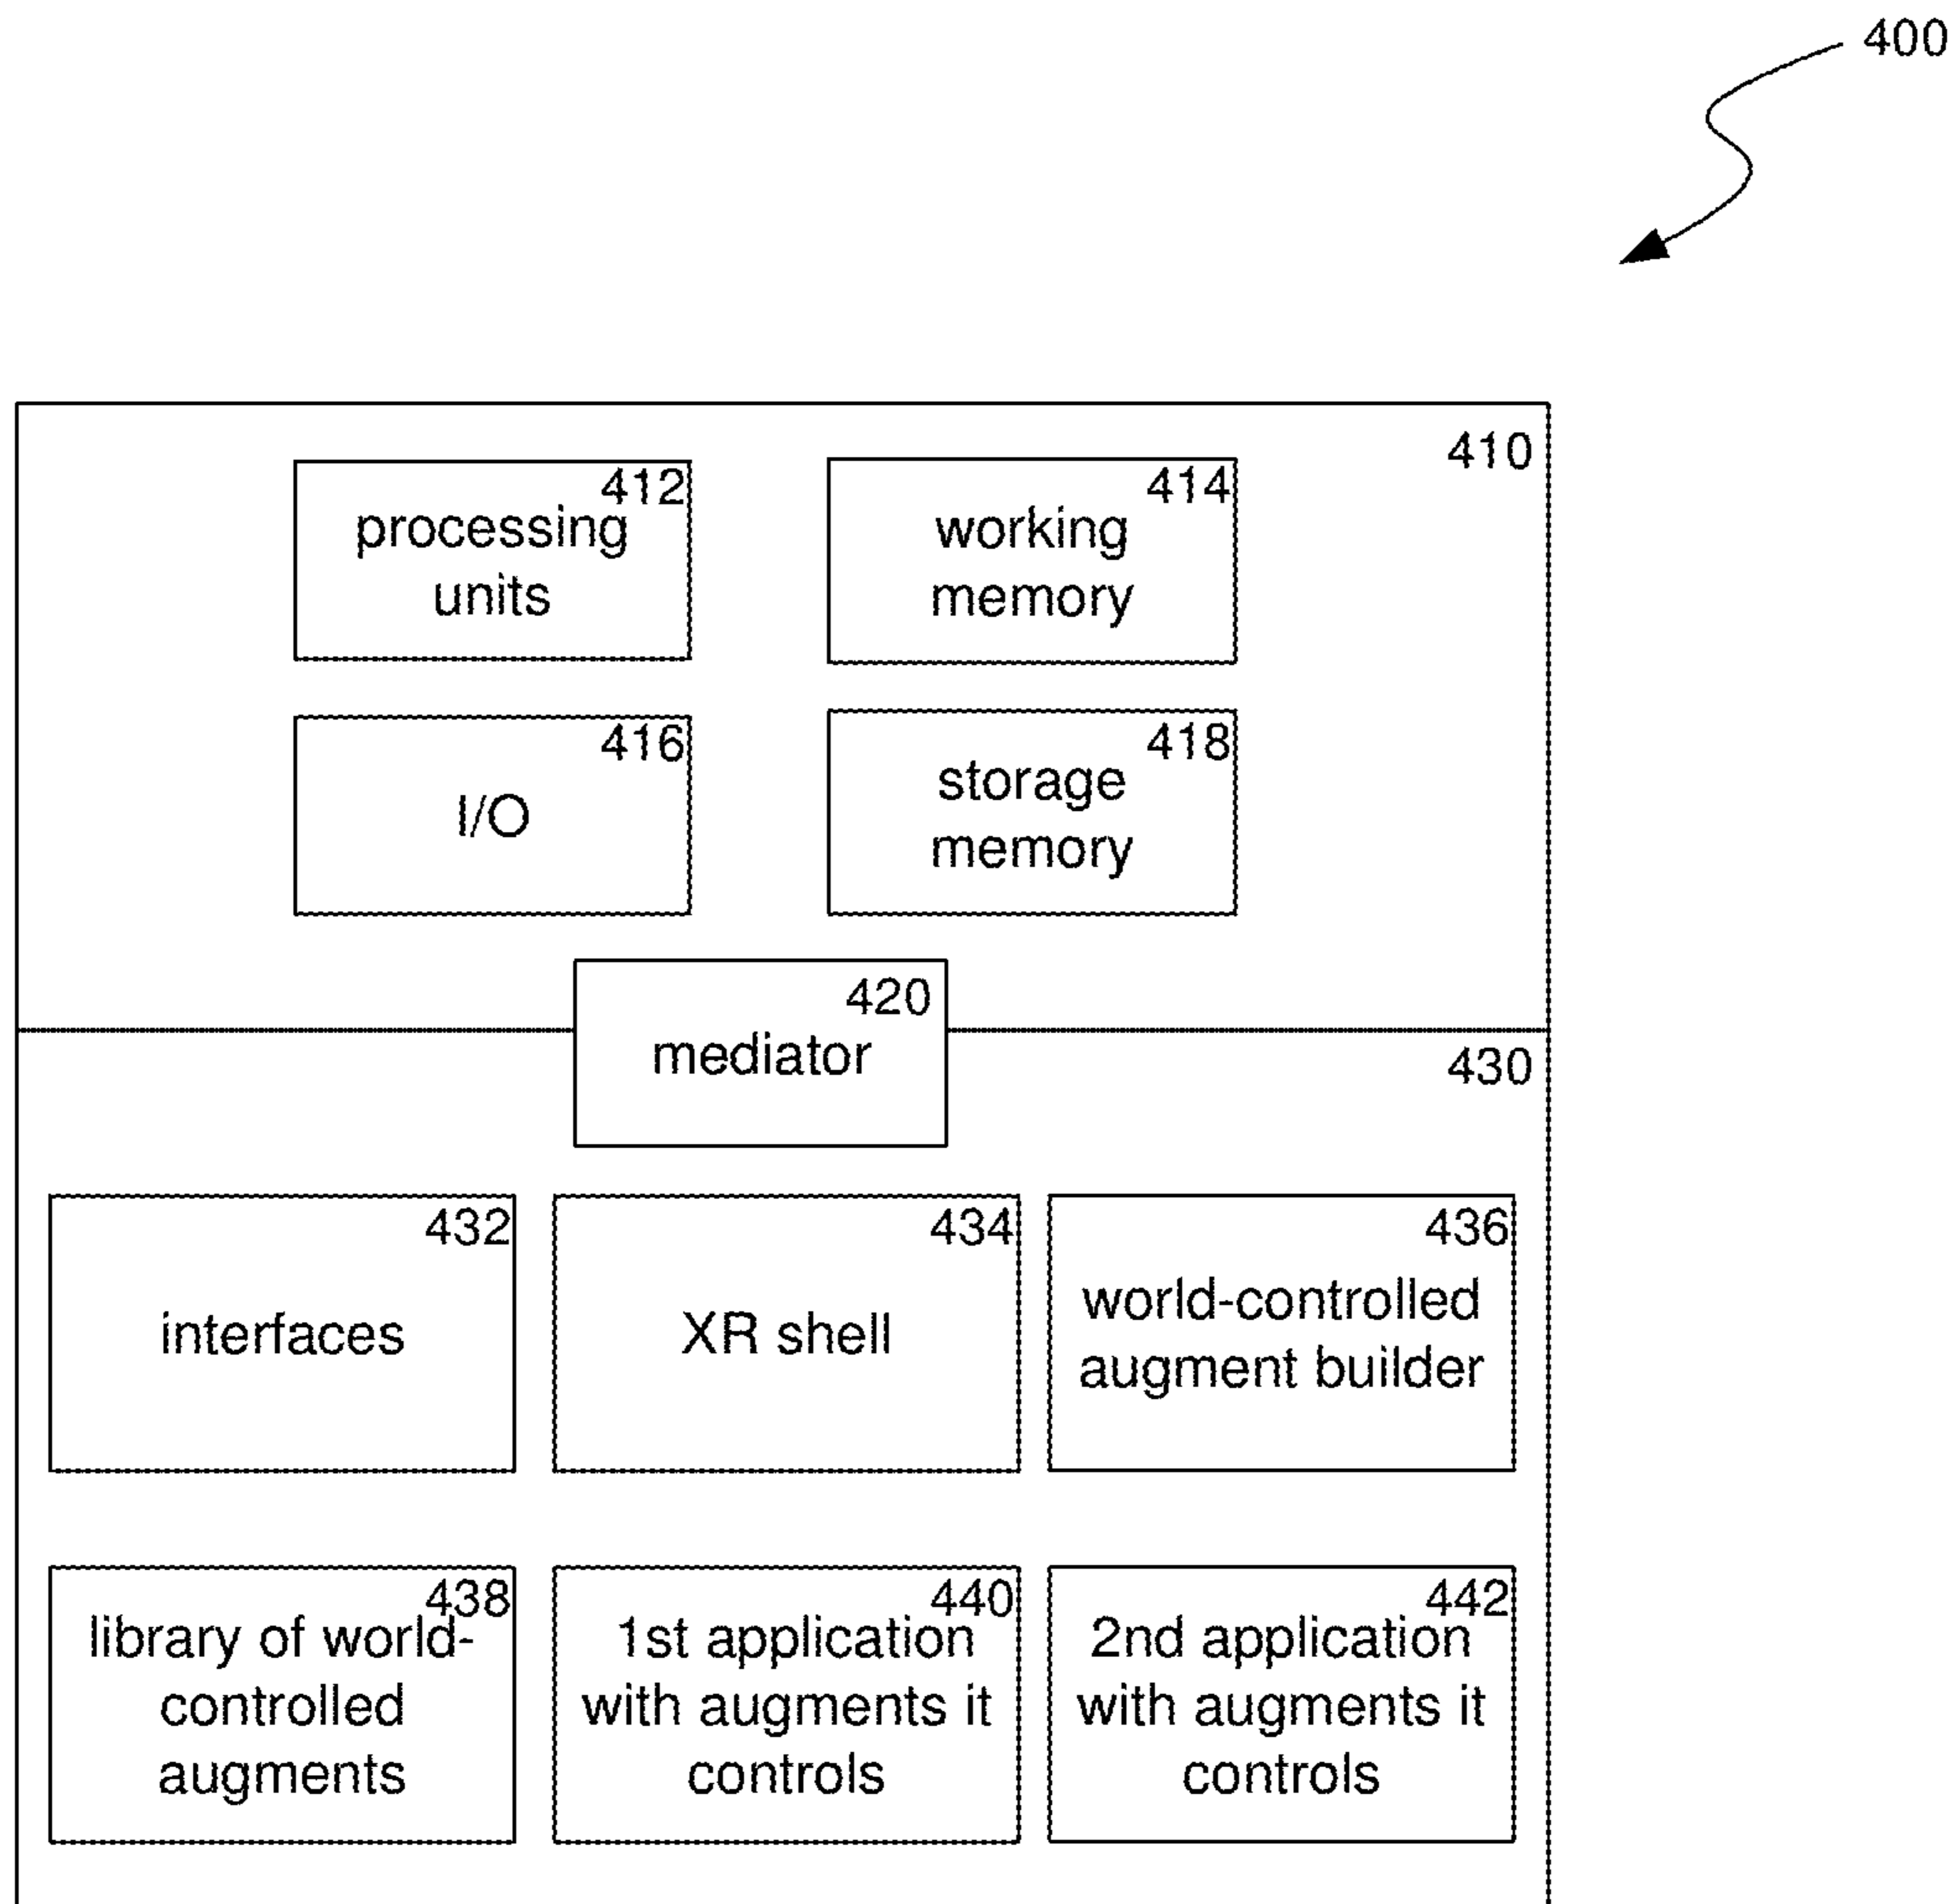 400
410
412
processing
units
414
working
memory
416
I/O
418
storage
memory
420
mediator
430
432
interfaces
434
XR shell
436
world-controlled
augment builder
438
library of world-
controlled
augments
440
1st application
with augments it
controls
442
2nd application
with augments it
controls